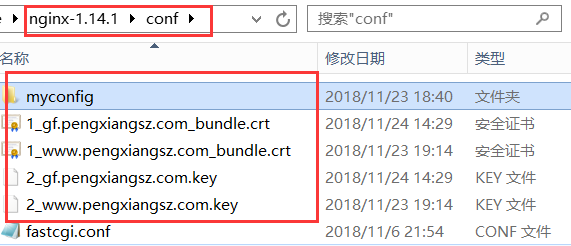 e › nginx-1.14.1 › conf › 搜索"conf"
名称 修改日期 类型
myconfig 2018/11/23 18:40 文件夹
1_gf.pengxiangsz.com_bundle.crt 2018/11/24 14:29 安全证书
1_www.pengxiangsz.com_bundle.crt 2018/11/23 19:14 安全证书
2_gf.pengxiangsz.com.key 2018/11/24 14:29 KEY 文件
2_www.pengxiangsz.com.key 2018/11/23 19:14 KEY 文件
fastcgi.conf 2018/11/6 21:54 CONF 文件